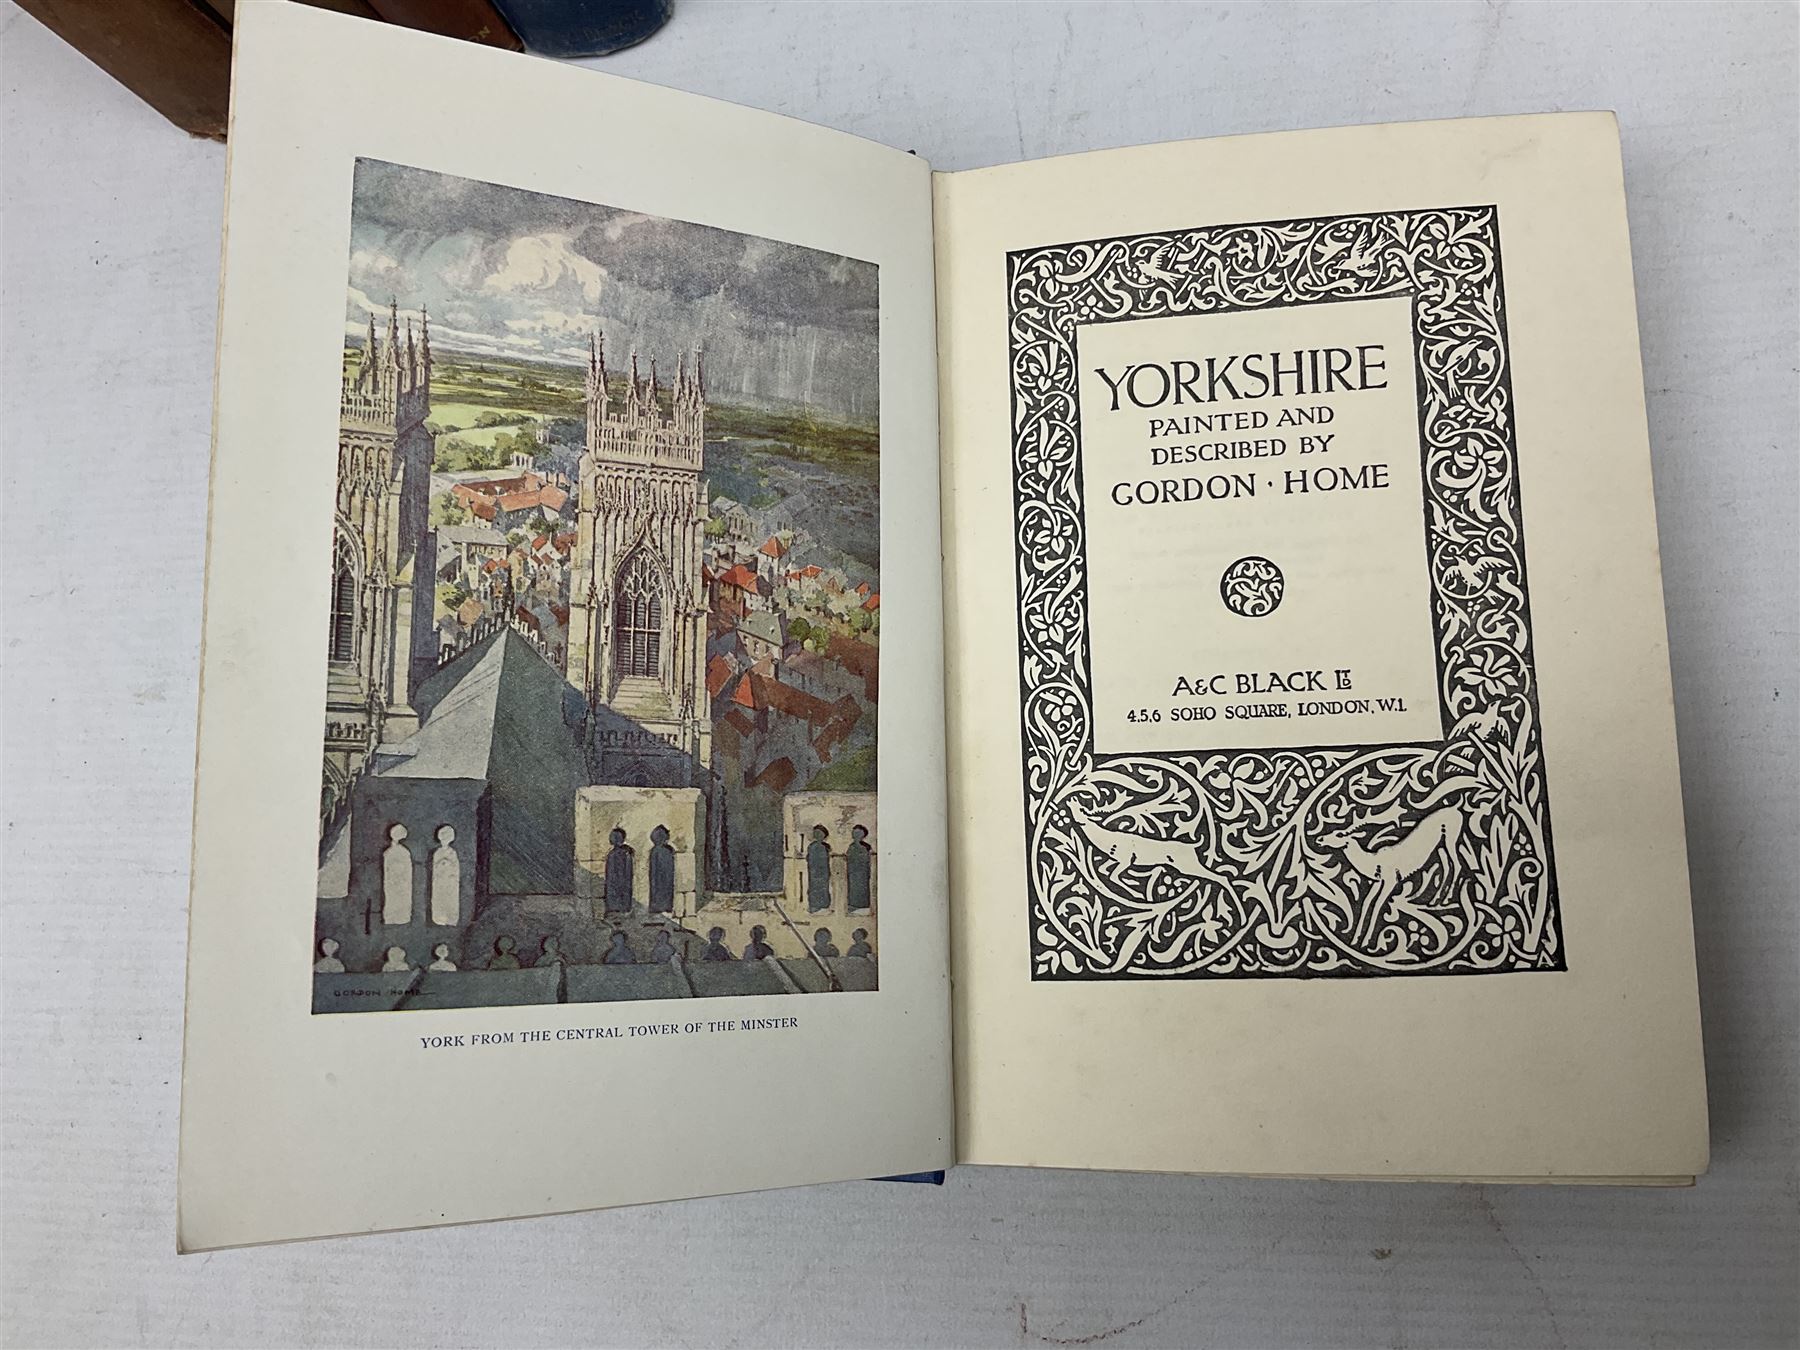 BLACK
GORDON HOME
YORK FROM THE CENTRAL TOWER OF THE MINSTER
YORKSHIRE
PAINTED AND
DESCRIBED BY
GORDON · HOME
A&C BLACK LTD
4.5.6 SOHO SQUARE, LONDON, W.1.